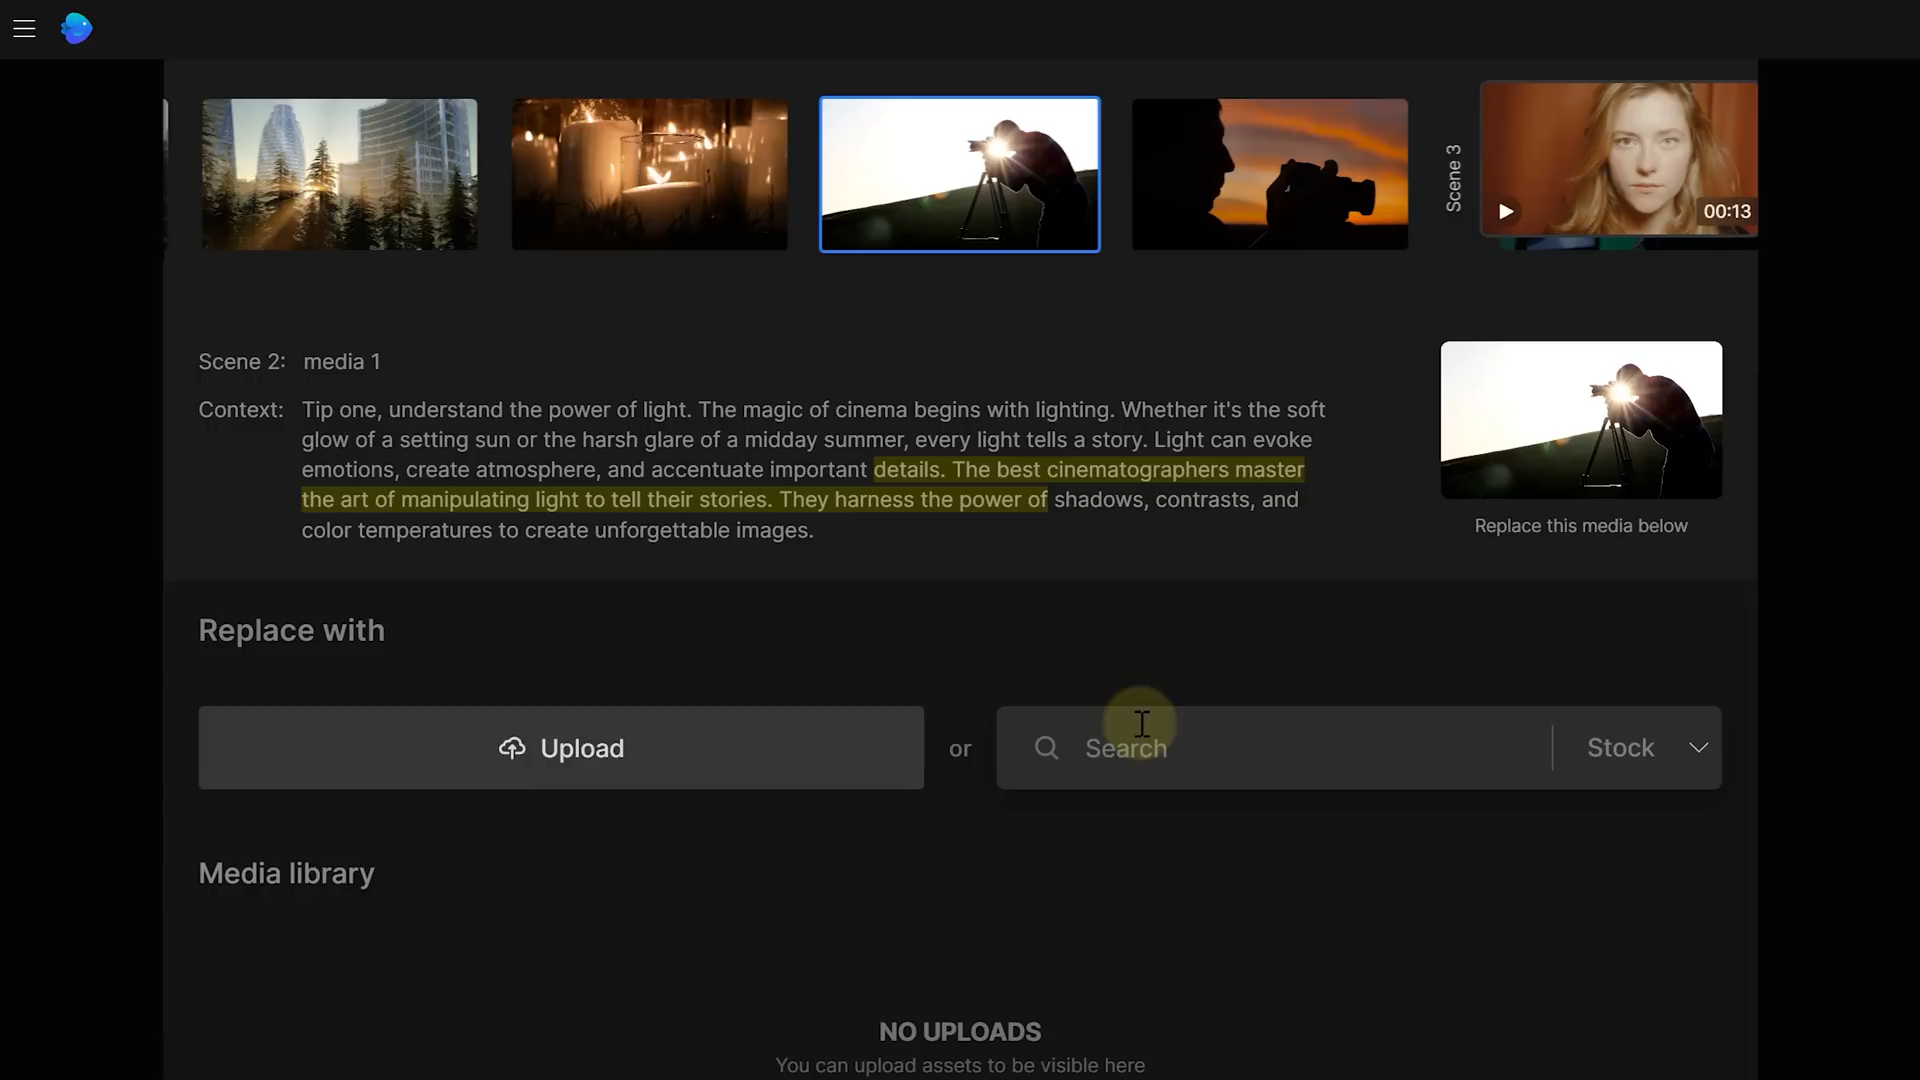 Scene 3
00:13
Scene 2: media 1
Context: Tip one, understand the power of light. The magic of cinema begins with lighting. Whether it's the soft
glow of a setting sun or the harsh glare of a midday summer, every light tells a story. Light can evoke
emotions, create atmosphere, and accentuate important details. The best cinematographers master
the art of manipulating light to tell their stories. They harness the power of shadows, contrasts, and
color temperatures to create unforgettable images.
Replace this media below
Replace with
Upload or Search Stock
Media library
NO UPLOADS
You can upload assets to be visible here